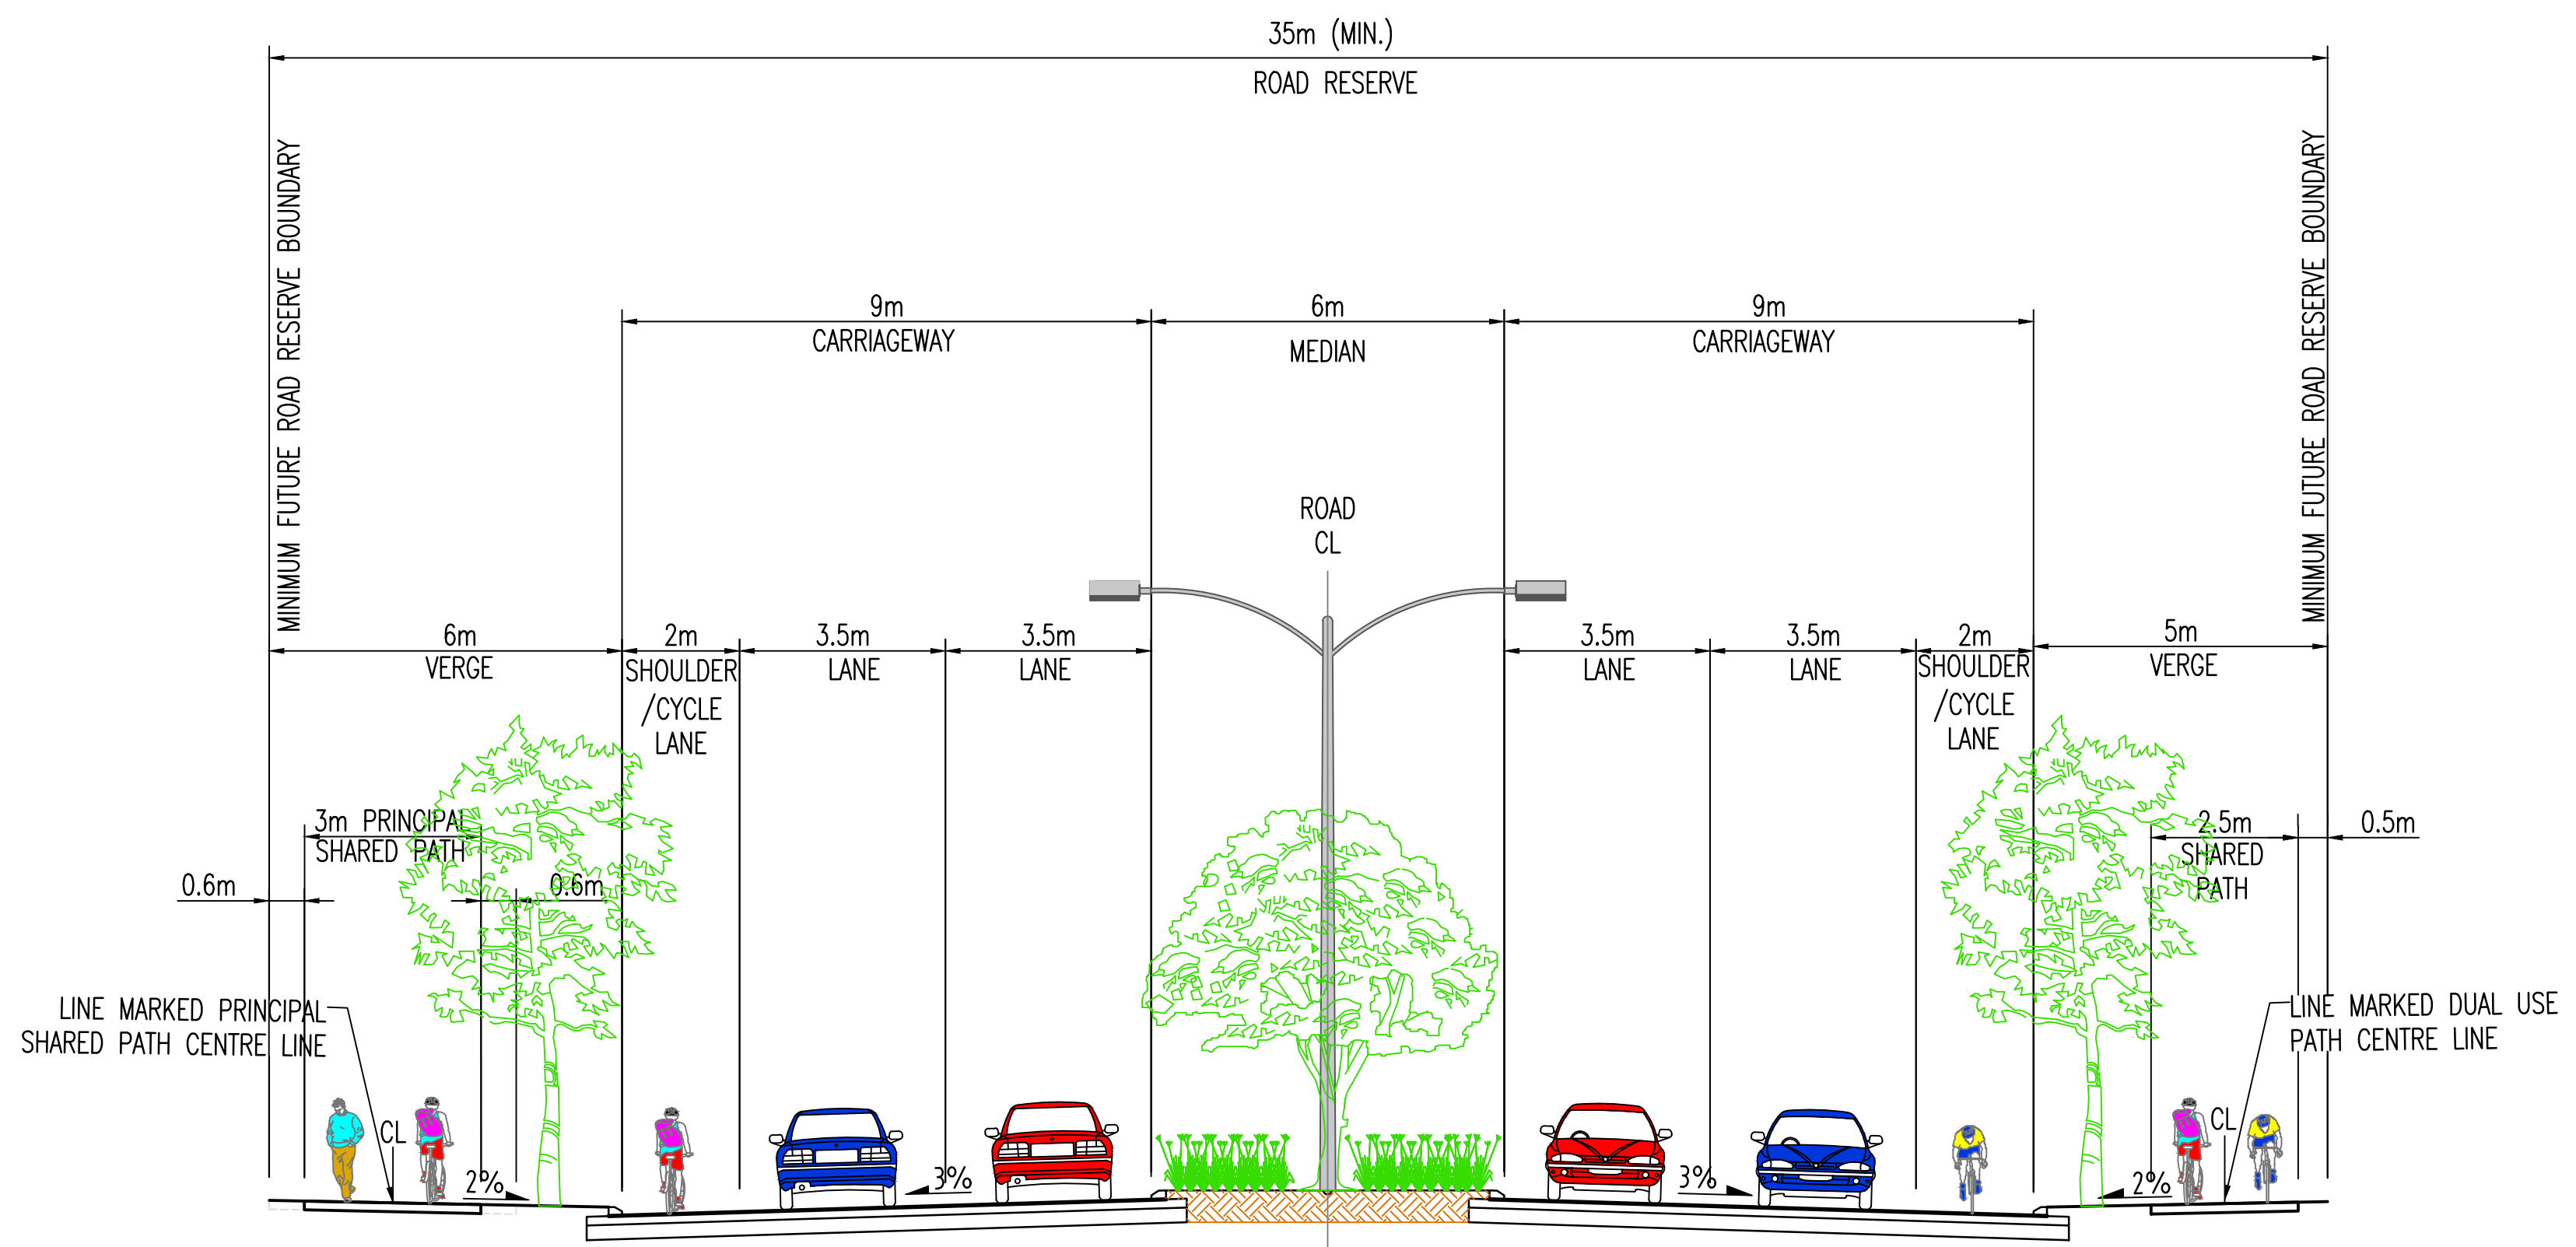 35m (MIN.)
ROAD RESERVE
MINIMUM FUTURE ROAD RESERVE BOUNDARY
MINIMUM FUTURE ROAD RESERVE BOUNDARY
9m
CARRIAGEWAY
6m
MEDIAN
9m
CARRIAGEWAY
ROAD
CL
6m
VERGE
2m
SHOULDER
/CYCLE
LANE
3.5m
LANE
3.5m
LANE
3.5m
LANE
3.5m
LANE
2m
SHOULDER
/CYCLE
LANE
5m
VERGE
3m PRINCIPAL
SHARED PATH
0.6m
0.6m
2.5m
SHARED
PATH
0.5m
LINE MARKED PRINCIPAL
SHARED PATH CENTRE LINE
LINE MARKED DUAL USE
PATH CENTRE LINE
CL
2%
3%
3%
2%
CL